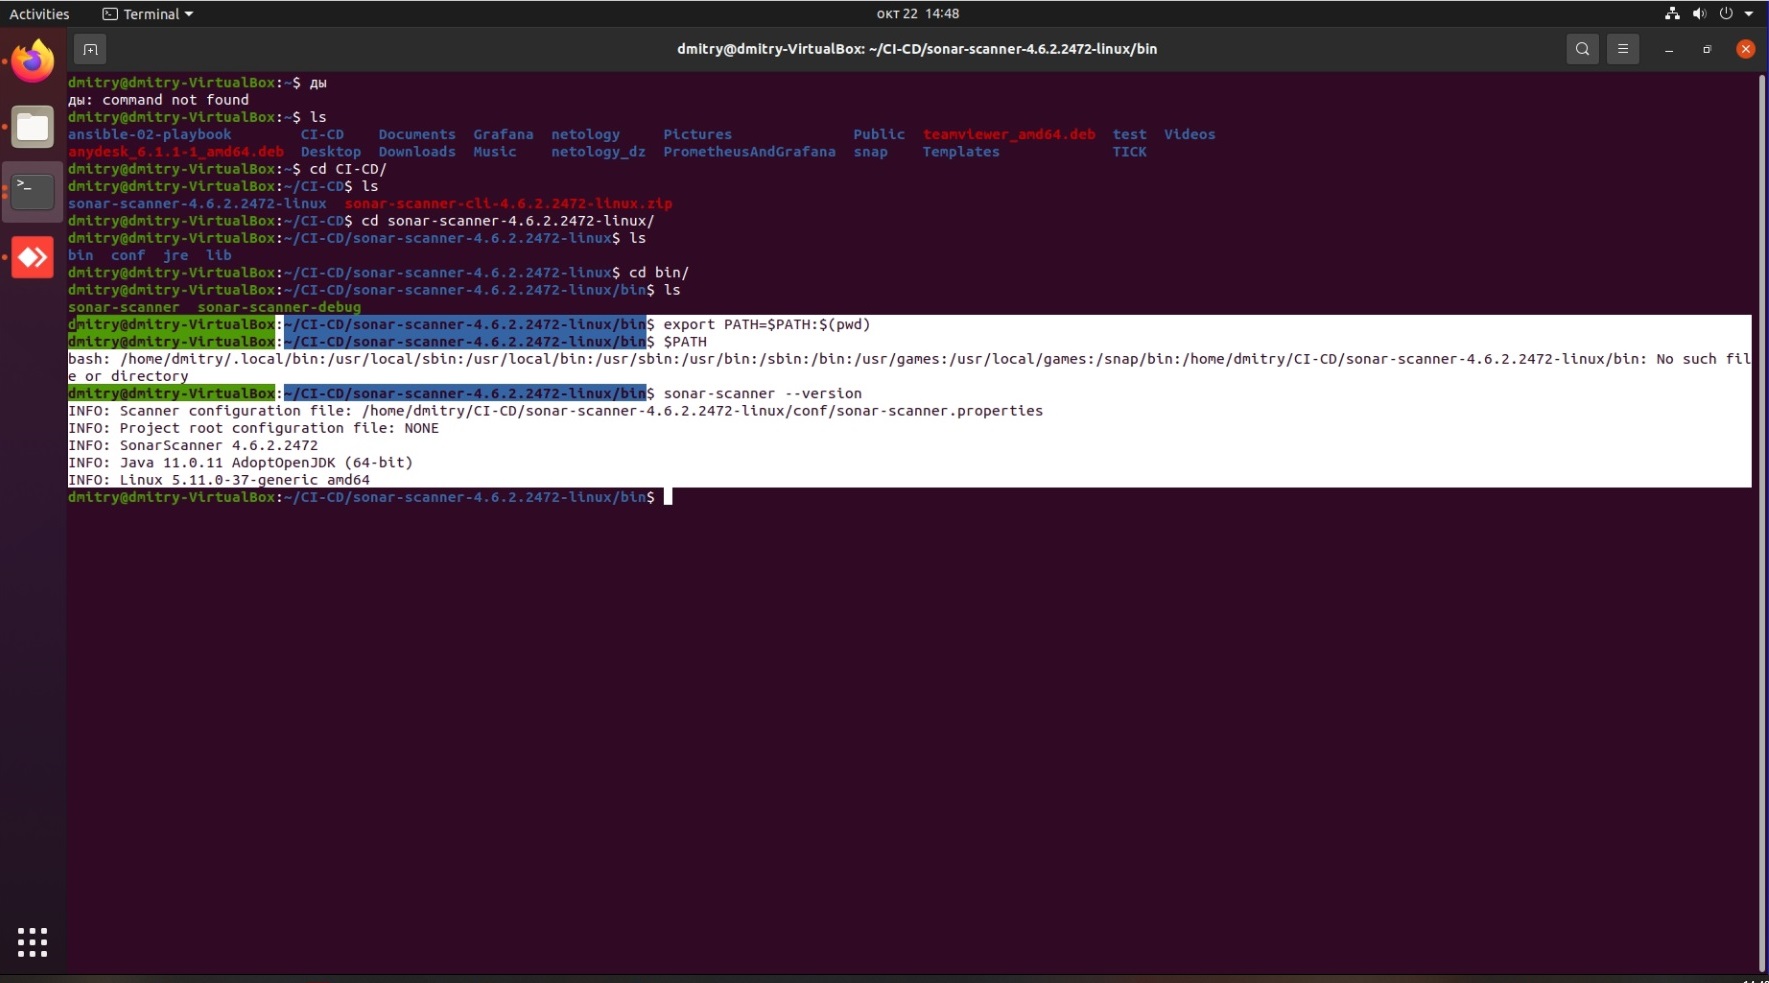 Activities Terminal окт 22 14:48
dmitry@dmitry-VirtualBox: ~/CI-CD/sonar-scanner-4.6.2.2472-linux/bin
dmitry@dmitry-VirtualBox:~$ ды
ды: command not found
dmitry@dmitry-VirtualBox:~$ ls
ansible-02-playbook CI-CD Documents Grafana netology Pictures Public teamviewer_amd64.deb test Videos
anydesk_6.1.1-1_amd64.deb Desktop Downloads Music netology_dz PrometheusAndGrafana snap Templates TICK
dmitry@dmitry-VirtualBox:~$ cd CI-CD/
dmitry@dmitry-VirtualBox:~/CI-CD$ ls
sonar-scanner-4.6.2.2472-linux sonar-scanner-cli-4.6.2.2472-linux.zip
dmitry@dmitry-VirtualBox:~/CI-CD$ cd sonar-scanner-4.6.2.2472-linux/
dmitry@dmitry-VirtualBox:~/CI-CD/sonar-scanner-4.6.2.2472-linux$ ls
bin conf jre lib
dmitry@dmitry-VirtualBox:~/CI-CD/sonar-scanner-4.6.2.2472-linux$ cd bin/
dmitry@dmitry-VirtualBox:~/CI-CD/sonar-scanner-4.6.2.2472-linux/bin$ ls
sonar-scanner sonar-scanner-debug
dmitry@dmitry-VirtualBox:~/CI-CD/sonar-scanner-4.6.2.2472-linux/bin$ export PATH=$PATH:$(pwd)
dmitry@dmitry-VirtualBox:~/CI-CD/sonar-scanner-4.6.2.2472-linux/bin$ $PATH
bash: /home/dmitry/.local/bin:/usr/local/sbin:/usr/local/bin:/usr/sbin:/usr/bin:/sbin:/bin:/usr/games:/usr/local/games:/snap/bin:/home/dmitry/CI-CD/sonar-scanner-4.6.2.2472-linux/bin: No such fil
e or directory
dmitry@dmitry-VirtualBox:~/CI-CD/sonar-scanner-4.6.2.2472-linux/bin$ sonar-scanner --version
INFO: Scanner configuration file: /home/dmitry/CI-CD/sonar-scanner-4.6.2.2472-linux/conf/sonar-scanner.properties
INFO: Project root configuration file: NONE
INFO: SonarScanner 4.6.2.2472
INFO: Java 11.0.11 AdoptOpenJDK (64-bit)
INFO: Linux 5.11.0-37-generic amd64
dmitry@dmitry-VirtualBox:~/CI-CD/sonar-scanner-4.6.2.2472-linux/bin$